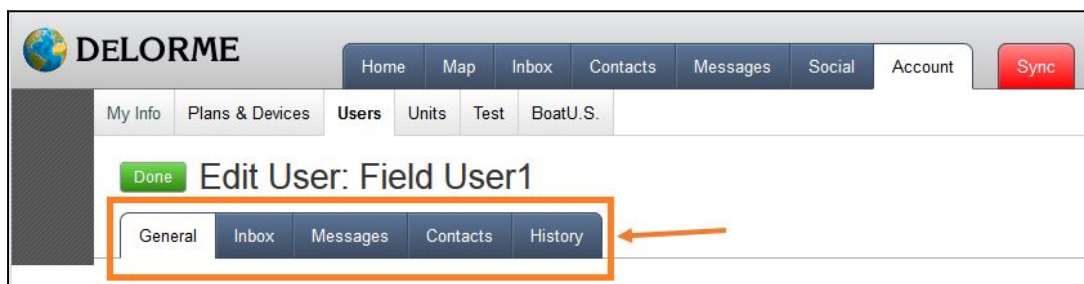 DELORME
Home Map Inbox Contacts Messages Social Account Sync
My Info Plans & Devices Users Units Test BoatU.S.
Done Edit User: Field User1
General Inbox Messages Contacts History